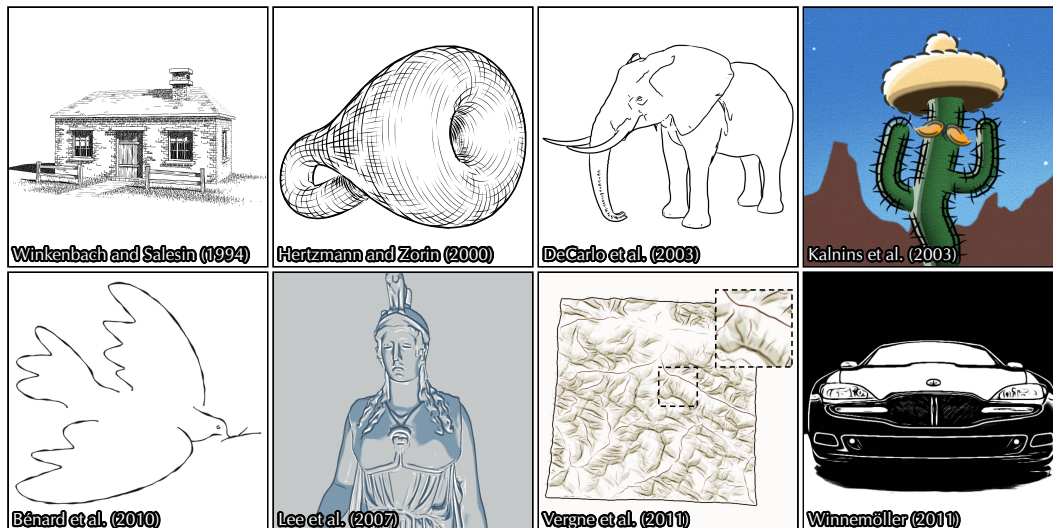 Winkenbach and Salesin (1994)
Hertzmann and Zorin (2000)
DeCarlo et al. (2003)
Kalnins et al. (2003)
Bénard et al. (2010)
Lee et al. (2007)
Vergne et al. (2011)
Winnemöller (2011)